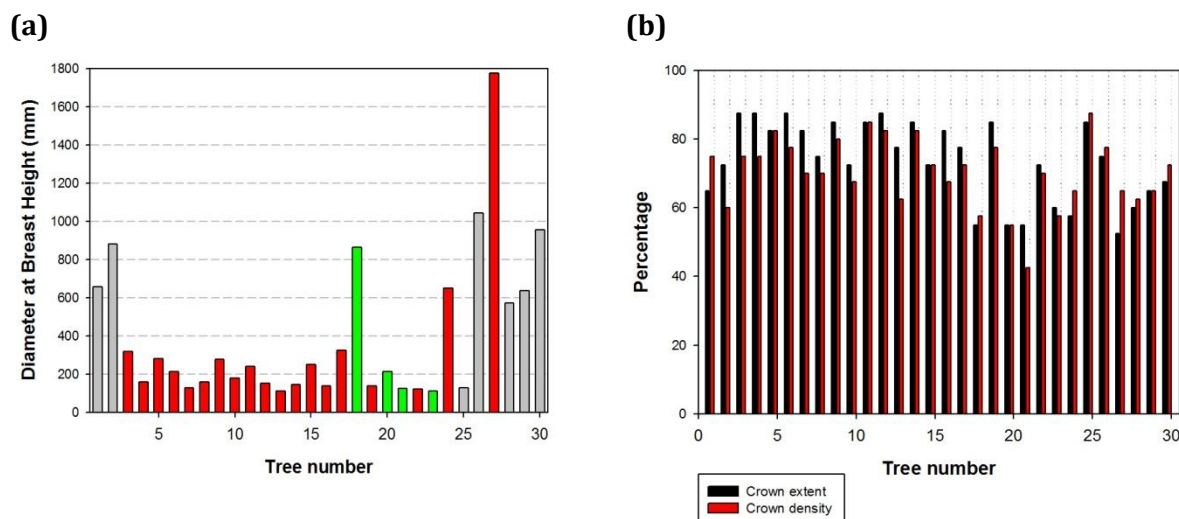 (a)
(b)
Diameter at Breast Height (mm)
1800
1600
1400
1200
1000
800
600
400
200
0
5 10 15 20 25 30
Tree number
Percentage
100
80
60
40
20
0
0 5 10 15 20 25 30
Tree number
Crown extent
Crown density